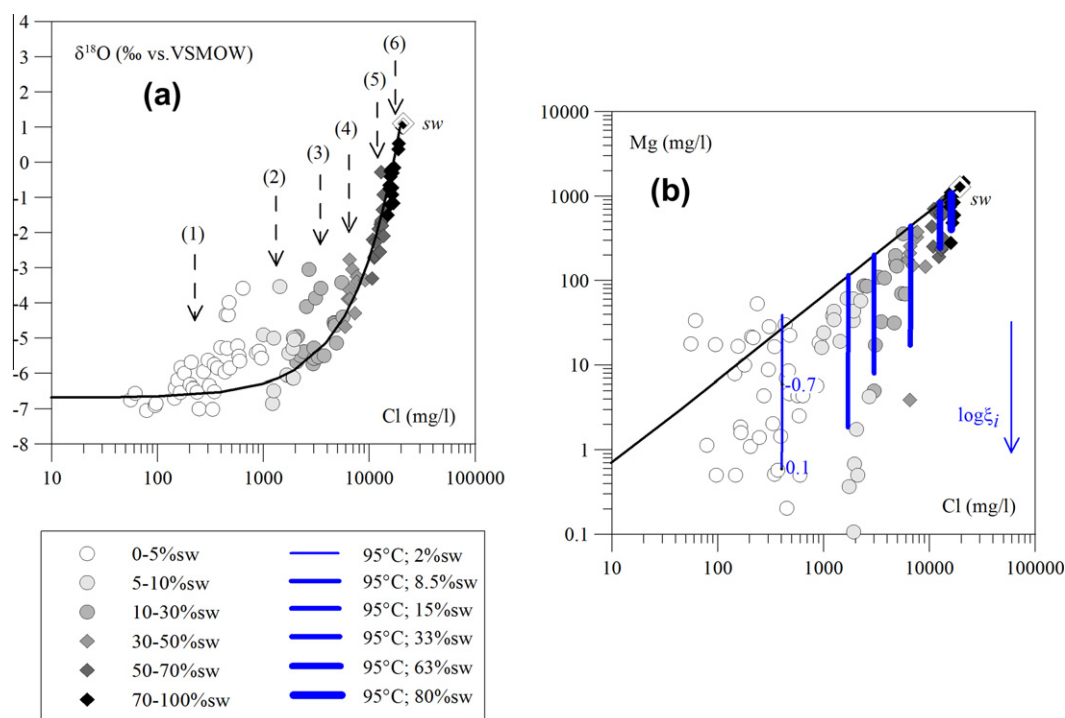 4
3
2
1
0
-1
-2
-3
-4
-5
-6
-7
-8
δ18O (‰ vs.VSMOW)
(a)
(1)
(2)
(3)
(4)
(5)
(6)
sw
Cl (mg/l)
10 100 1000 10000 100000
10000
1000
100
10
1
0.1
Mg (mg/l)
(b)
sw
-0.7
0.1
logξi
Cl (mg/l)
10 100 1000 10000 100000
0-5%sw
5-10%sw
10-30%sw
30-50%sw
50-70%sw
70-100%sw
95°C; 2%sw
95°C; 8.5%sw
95°C; 15%sw
95°C; 33%sw
95°C; 63%sw
95°C; 80%sw